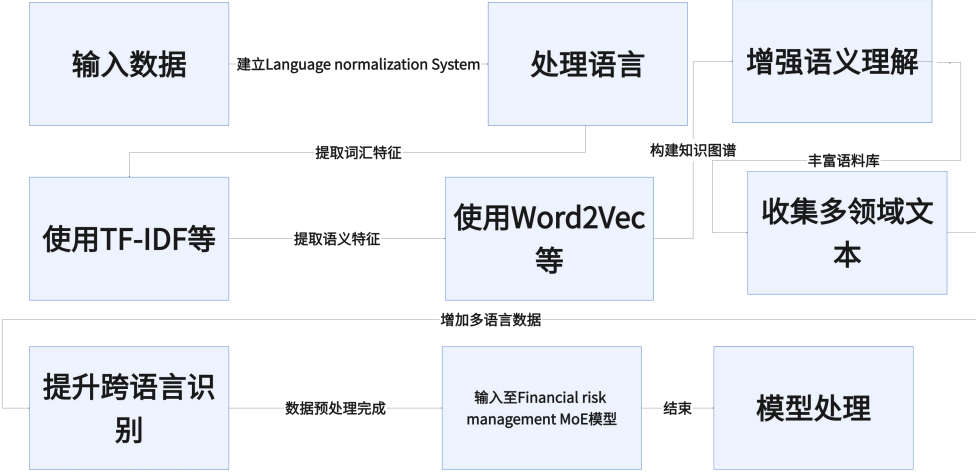 输入数据
建立Language normalization System
处理语言
增强语义理解
提取词汇特征
构建知识图谱
丰富语料库
使用TF-IDF等
提取语义特征
使用Word2Vec
等
收集多领域文
本
增加多语言数据
提升跨语言识
别
数据预处理完成
输入至Financial risk
management MoE模型
结束
模型处理